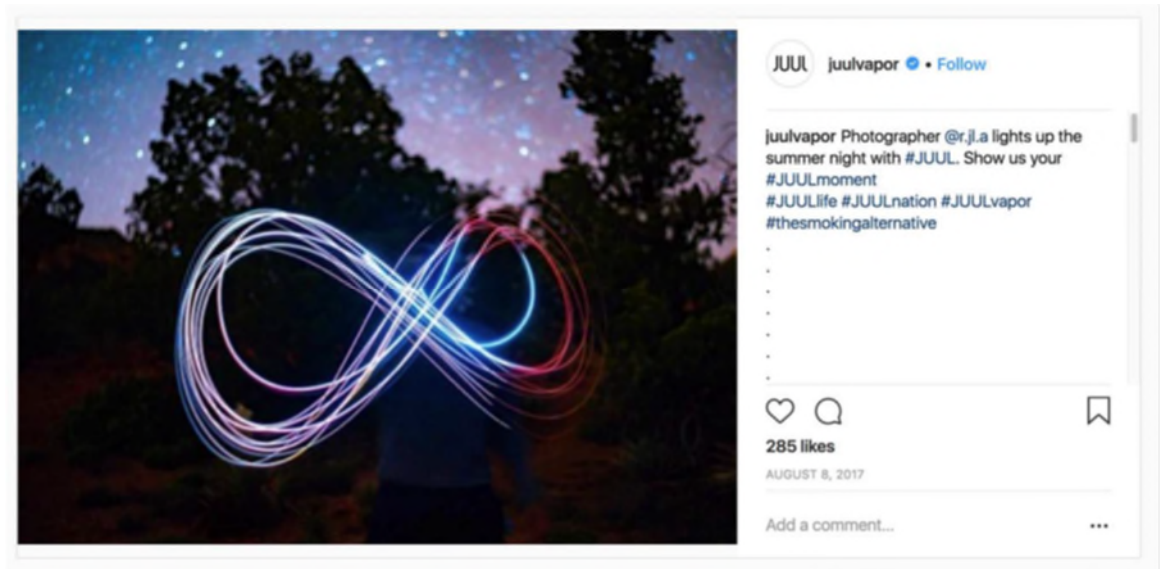 JUUL
juulvapor • Follow
juulvapor Photographer @r.jl.a lights up the
summer night with #JUUL. Show us your
#JUULmoment
#JUULlife #JUULnation #JUULvapor
#thesmokingalternative
.
.
.
.
.
.
.
285 likes
AUGUST 8, 2017
Add a comment...